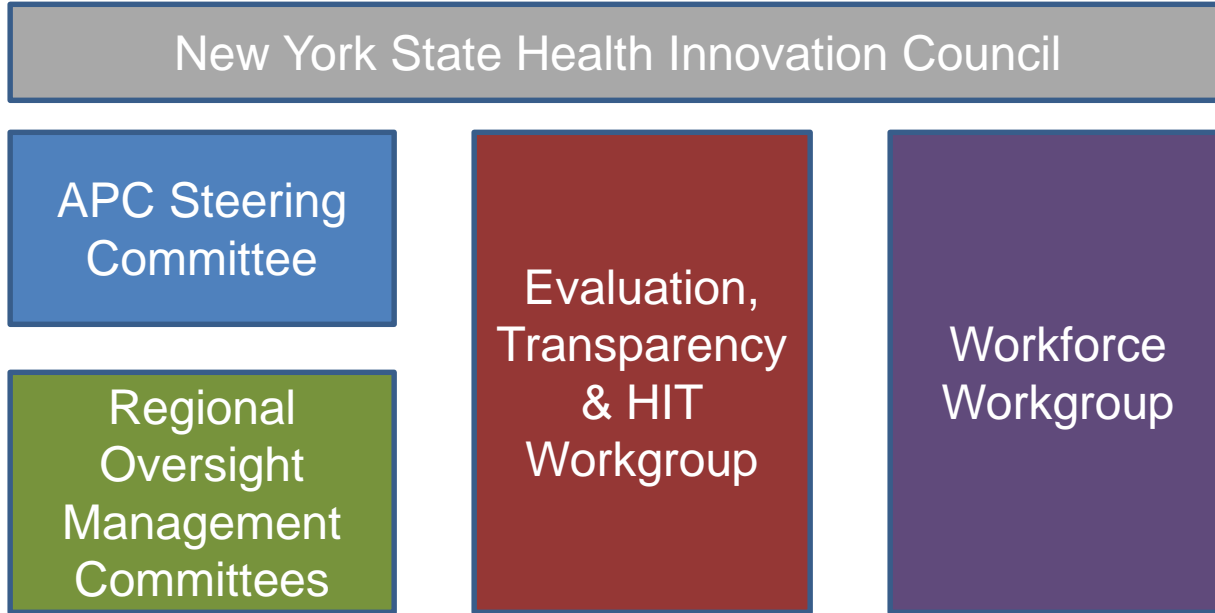 New York State Health Innovation Council
APC Steering
Committee
Regional
Oversight
Management
Committees
Evaluation,
Transparency
& HIT
Workgroup
Workforce
Workgroup